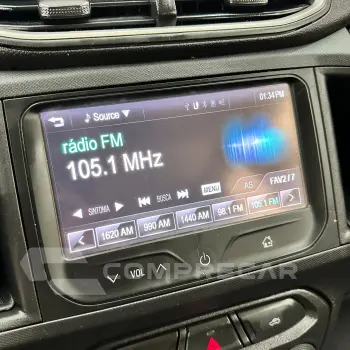 Source
01:34 PM
rádio FM
105.1 MHz
SINTONIA
BUSCA
MENU
AS
FAV2/7
1620 AM
990 AM
1440 AM
98.1 FM
105.1 FM
VOL
COMPRECAR